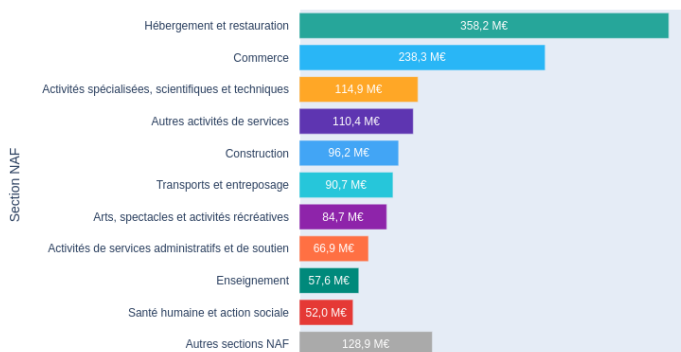 Section NAF
Hébergement et restauration 358,2 M€
Commerce 238,3 M€
Activités spécialisées, scientifiques et techniques 114,9 M€
Autres activités de services 110,4 M€
Construction 96,2 M€
Transports et entreposage 90,7 M€
Arts, spectacles et activités récréatives 84,7 M€
Activités de services administratifs et de soutien 66,9 M€
Enseignement 57,6 M€
Santé humaine et action sociale 52,0 M€
Autres sections NAF 128,9 M€